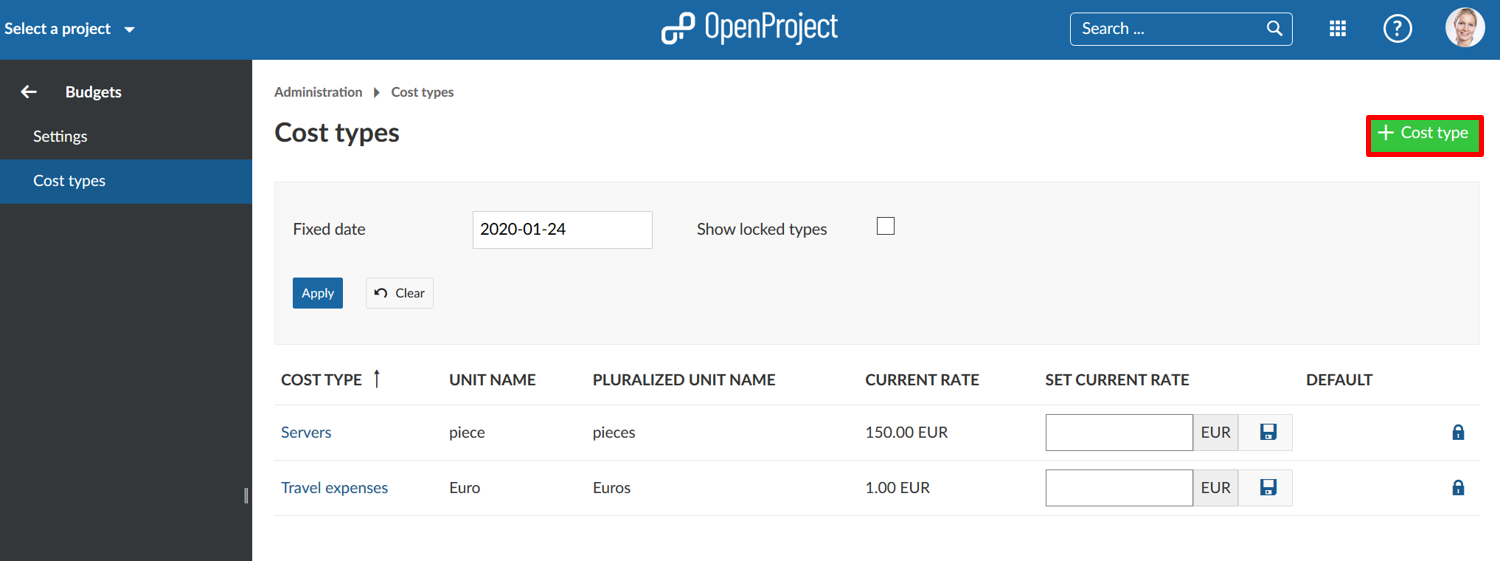 Select a project
OpenProject
Search ...
?
Budgets
Settings
Cost types
Administration Cost types
Cost types
+ Cost type
Fixed date 2020-01-24 Show locked types
Apply Clear
COST TYPE UNIT NAME PLURALIZED UNIT NAME CURRENT RATE SET CURRENT RATE DEFAULT
Servers piece pieces 150.00 EUR EUR
Travel expenses Euro Euros 1.00 EUR EUR